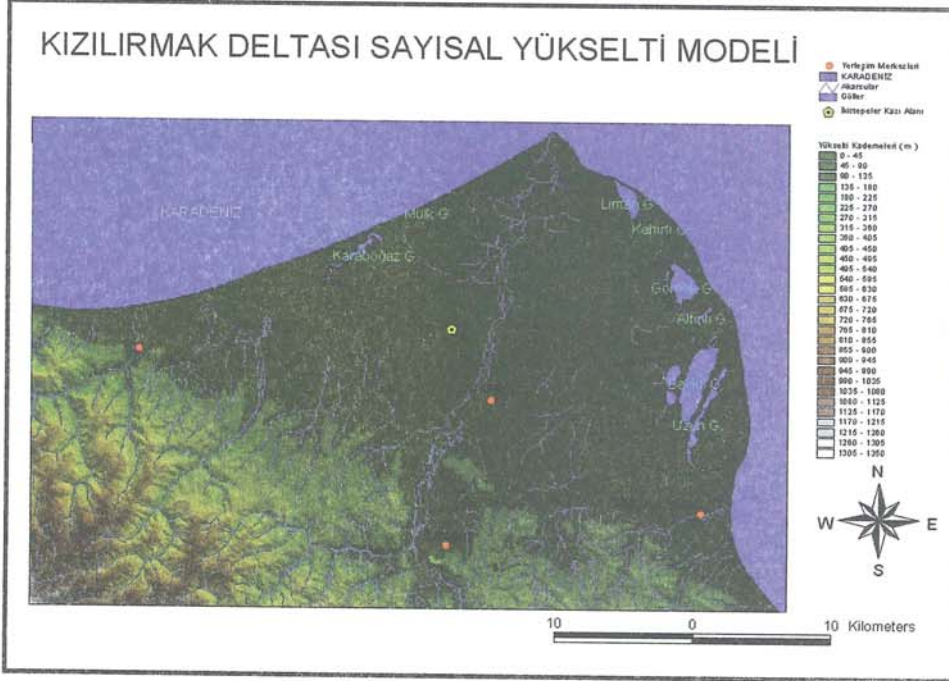 KIZILIRMAK DELTASI SAYISAL YÜKSELTİ MODELİ
Yerleşim Merkezleri
KARADENİZ
Akarsular
Göller
İkiztepeler Kazı Alanı
Yükselti Kademeleri ( m )
0 - 45
45 - 90
90 - 135
135 - 180
180 - 225
225 - 270
270 - 315
315 - 360
360 - 405
405 - 450
450 - 495
495 - 540
540 - 585
585 - 630
630 - 675
675 - 720
720 - 765
765 - 810
810 - 855
855 - 900
900 - 945
945 - 990
990 - 1035
1035 - 1080
1080 - 1125
1125 - 1170
1170 - 1215
1215 - 1260
1260 - 1305
1305 - 1350
KARADENİZ
Mülk G.
Karaboğaz G.
Liman G.
Altınlı G.
Uzun G.
N
W E
S
10 0 10 Kilometers